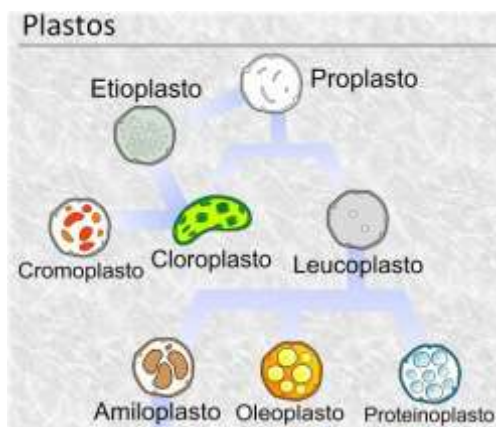 Plastos
Proplasto
Etioplasto
Cromoplasto
Cloroplasto
Leucoplasto
Amiloplasto
Oleoplasto
Proteinoplasto